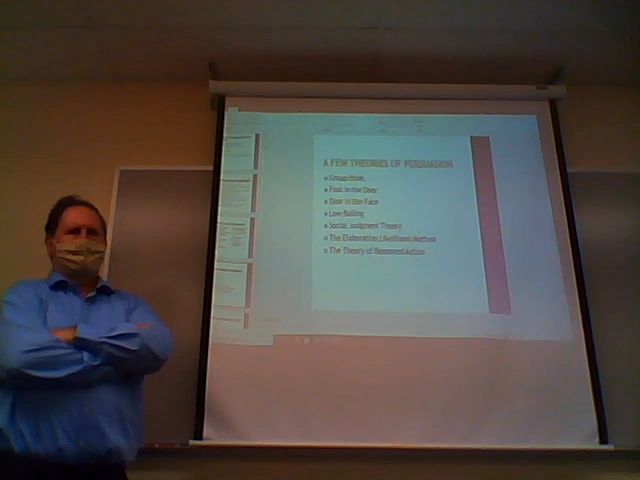 A FEW THEORIES OF PERSUASION
Groupthink
Foot in the Door
Door in the Face
Low Balling
Social Judgment Theory
The Elaboration Likelihood Method
The Theory of Reasoned Action